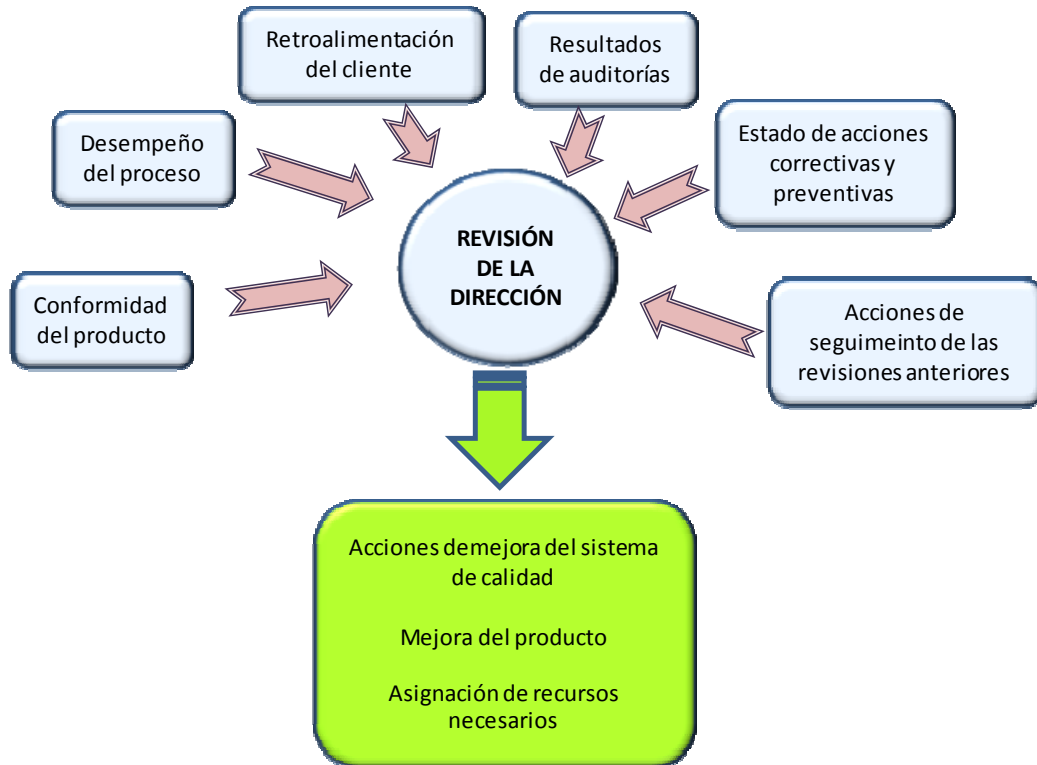 Retroalimentación
del cliente
Resultados
de auditorías
Desempeño
del proceso
Estado de acciones
correctivas y
preventivas
REVISIÓN
DE LA
DIRECCIÓN
Conformidad
del producto
Acciones de
seguimeinto de las
revisiones anteriores
Acciones demejora del sistema
de calidad
Mejora del producto
Asignación de recursos
necesarios